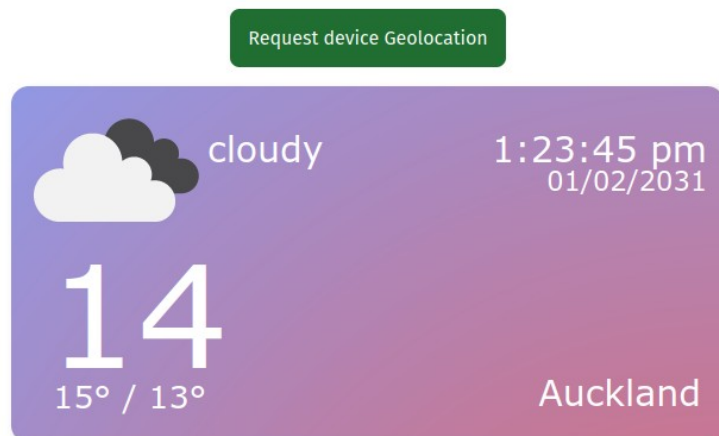 Request device Geolocation
cloudy
1:23:45 pm
01/02/2031
14
15° / 13°
Auckland